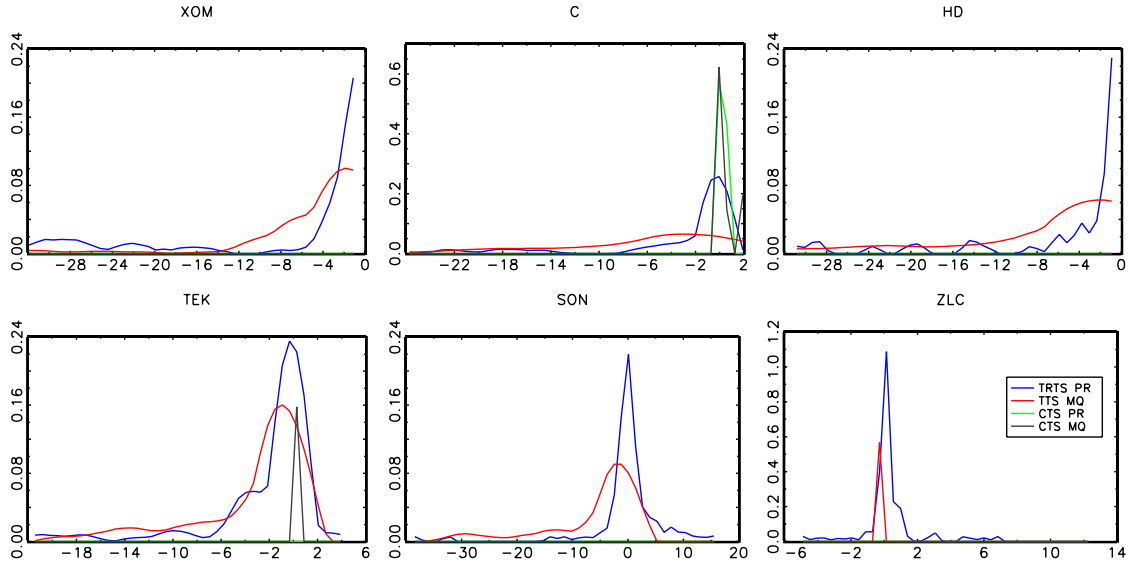 XOM C HD
0.24 0.16 0.08 0.00
-28 -24 -20 -16 -12 -8 -4 0
0.6 0.4 0.2 0.0
-22 -16 -10 -4 2
0.24 0.16 0.08 0.00
-28 -24 -20 -16 -12 -8 -4 0
TEK SON ZLC
0.24 0.16 0.08 0.00
-18 -14 -10 -6 -2 2 6
0.24 0.16 0.08 0.00
-30 -20 -10 0 10 20
1.2 1.0 0.8 0.6 0.4 0.2 0.0
-6 -2 2 6 10 14
TRTS PR
TTS MQ
CTS PR
CTS MQ